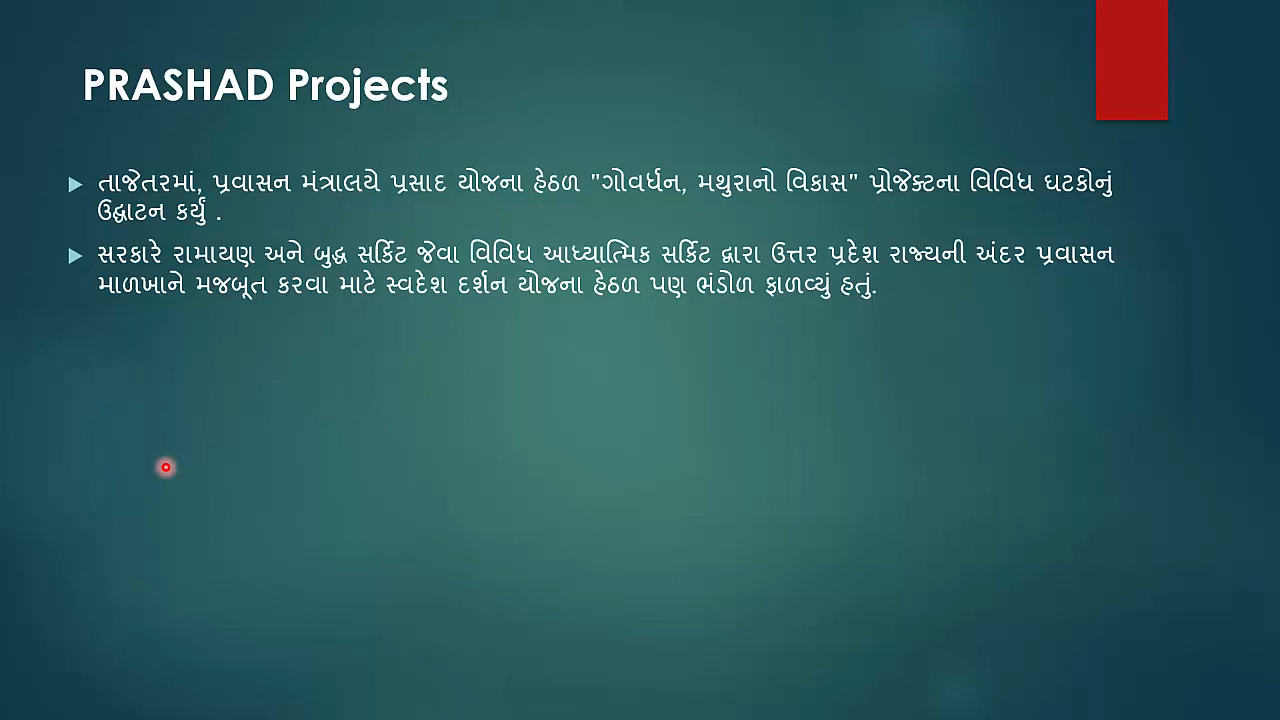 PRASHAD Projects
તાજેતરમાં, પ્રવાસન મંત્રાલયે પ્રસાદ યોજના હેઠળ "ગોવર્ધન, મથુરાનો વિકાસ" પ્રોજેક્ટના વિવિધ ઘટકોનું
ઉદ્ઘાટન કર્યું .
સરકારે રામાયણ અને બુદ્ધ સર્કિટ જેવા વિવિધ આધ્યાત્મિક સર્કિટ દ્વારા ઉત્તર પ્રદેશ રાજ્યની અંદર પ્રવાસન
માળખાને મજબૂત કરવા માટે સ્વદેશ દર્શન યોજના હેઠળ પણ ભંડોળ ફાળવ્યું હતું.